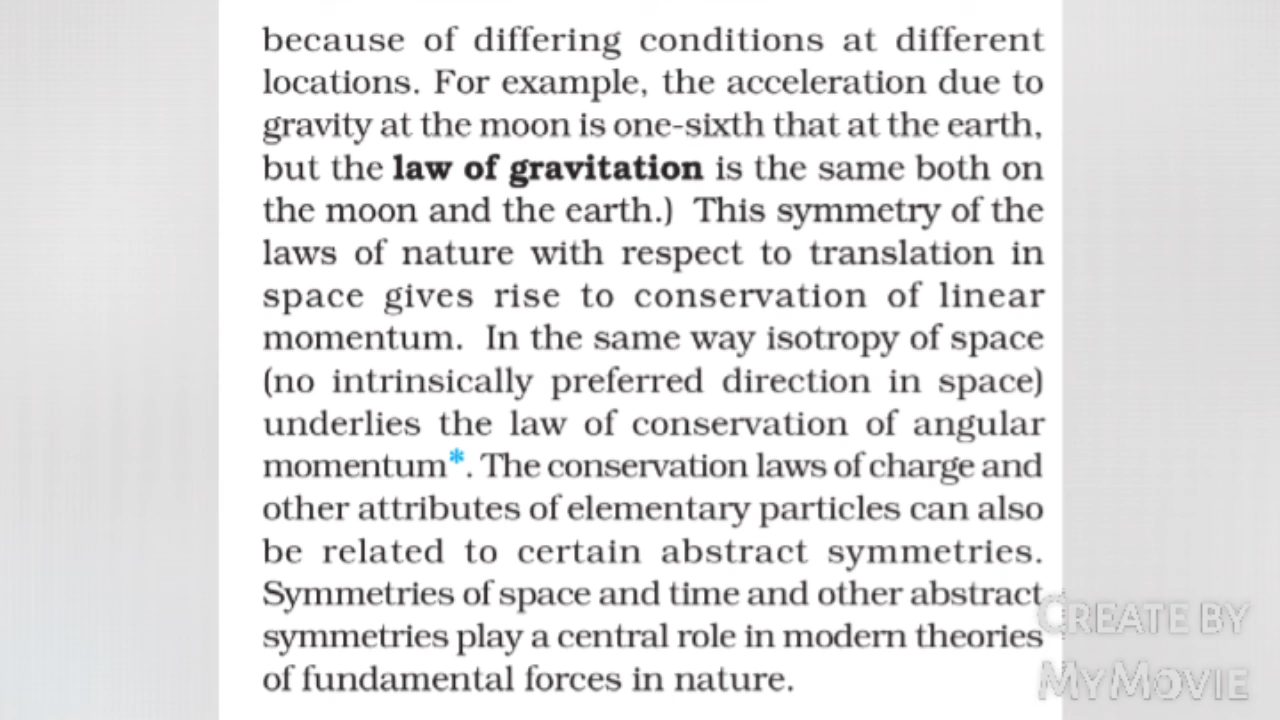 because of differing conditions at different
locations. For example, the acceleration due to
gravity at the moon is one-sixth that at the earth,
but the law of gravitation is the same both on
the moon and the earth.) This symmetry of the
laws of nature with respect to translation in
space gives rise to conservation of linear
momentum. In the same way isotropy of space
(no intrinsically preferred direction in space)
underlies the law of conservation of angular
momentum*. The conservation laws of charge and
other attributes of elementary particles can also
be related to certain abstract symmetries.
Symmetries of space and time and other abstract
symmetries play a central role in modern theories
of fundamental forces in nature.
CREATE BY
MYMOVIE